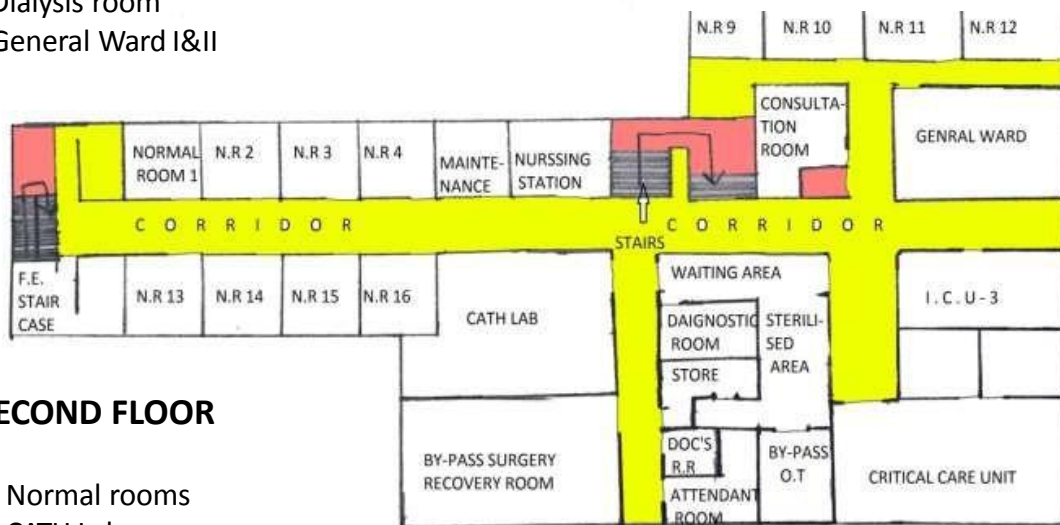 Dialysis room
General Ward I&II
N.R 9
N.R 10
N.R 11
N.R 12
CONSULTA-
TION
ROOM
GENRAL WARD
NORMAL
ROOM 1
N.R 2
N.R 3
N.R 4
MAINTE-
NANCE
NURSSING
STATION
C O R R I D O R
C O R R I D O R
STAIRS
F.E.
STAIR
CASE
N.R 13
N.R 14
N.R 15
N.R 16
CATH LAB
WAITING AREA
DAIGNOSTIC
ROOM
STERILI-
SED
AREA
STORE
I.C.U-3
ECOND FLOOR
BY-PASS SURGERY
RECOVERY ROOM
DOC'S
R.R
ATTENDANT
ROOM
BY-PASS
O.T
CRITICAL CARE UNIT
Normal rooms